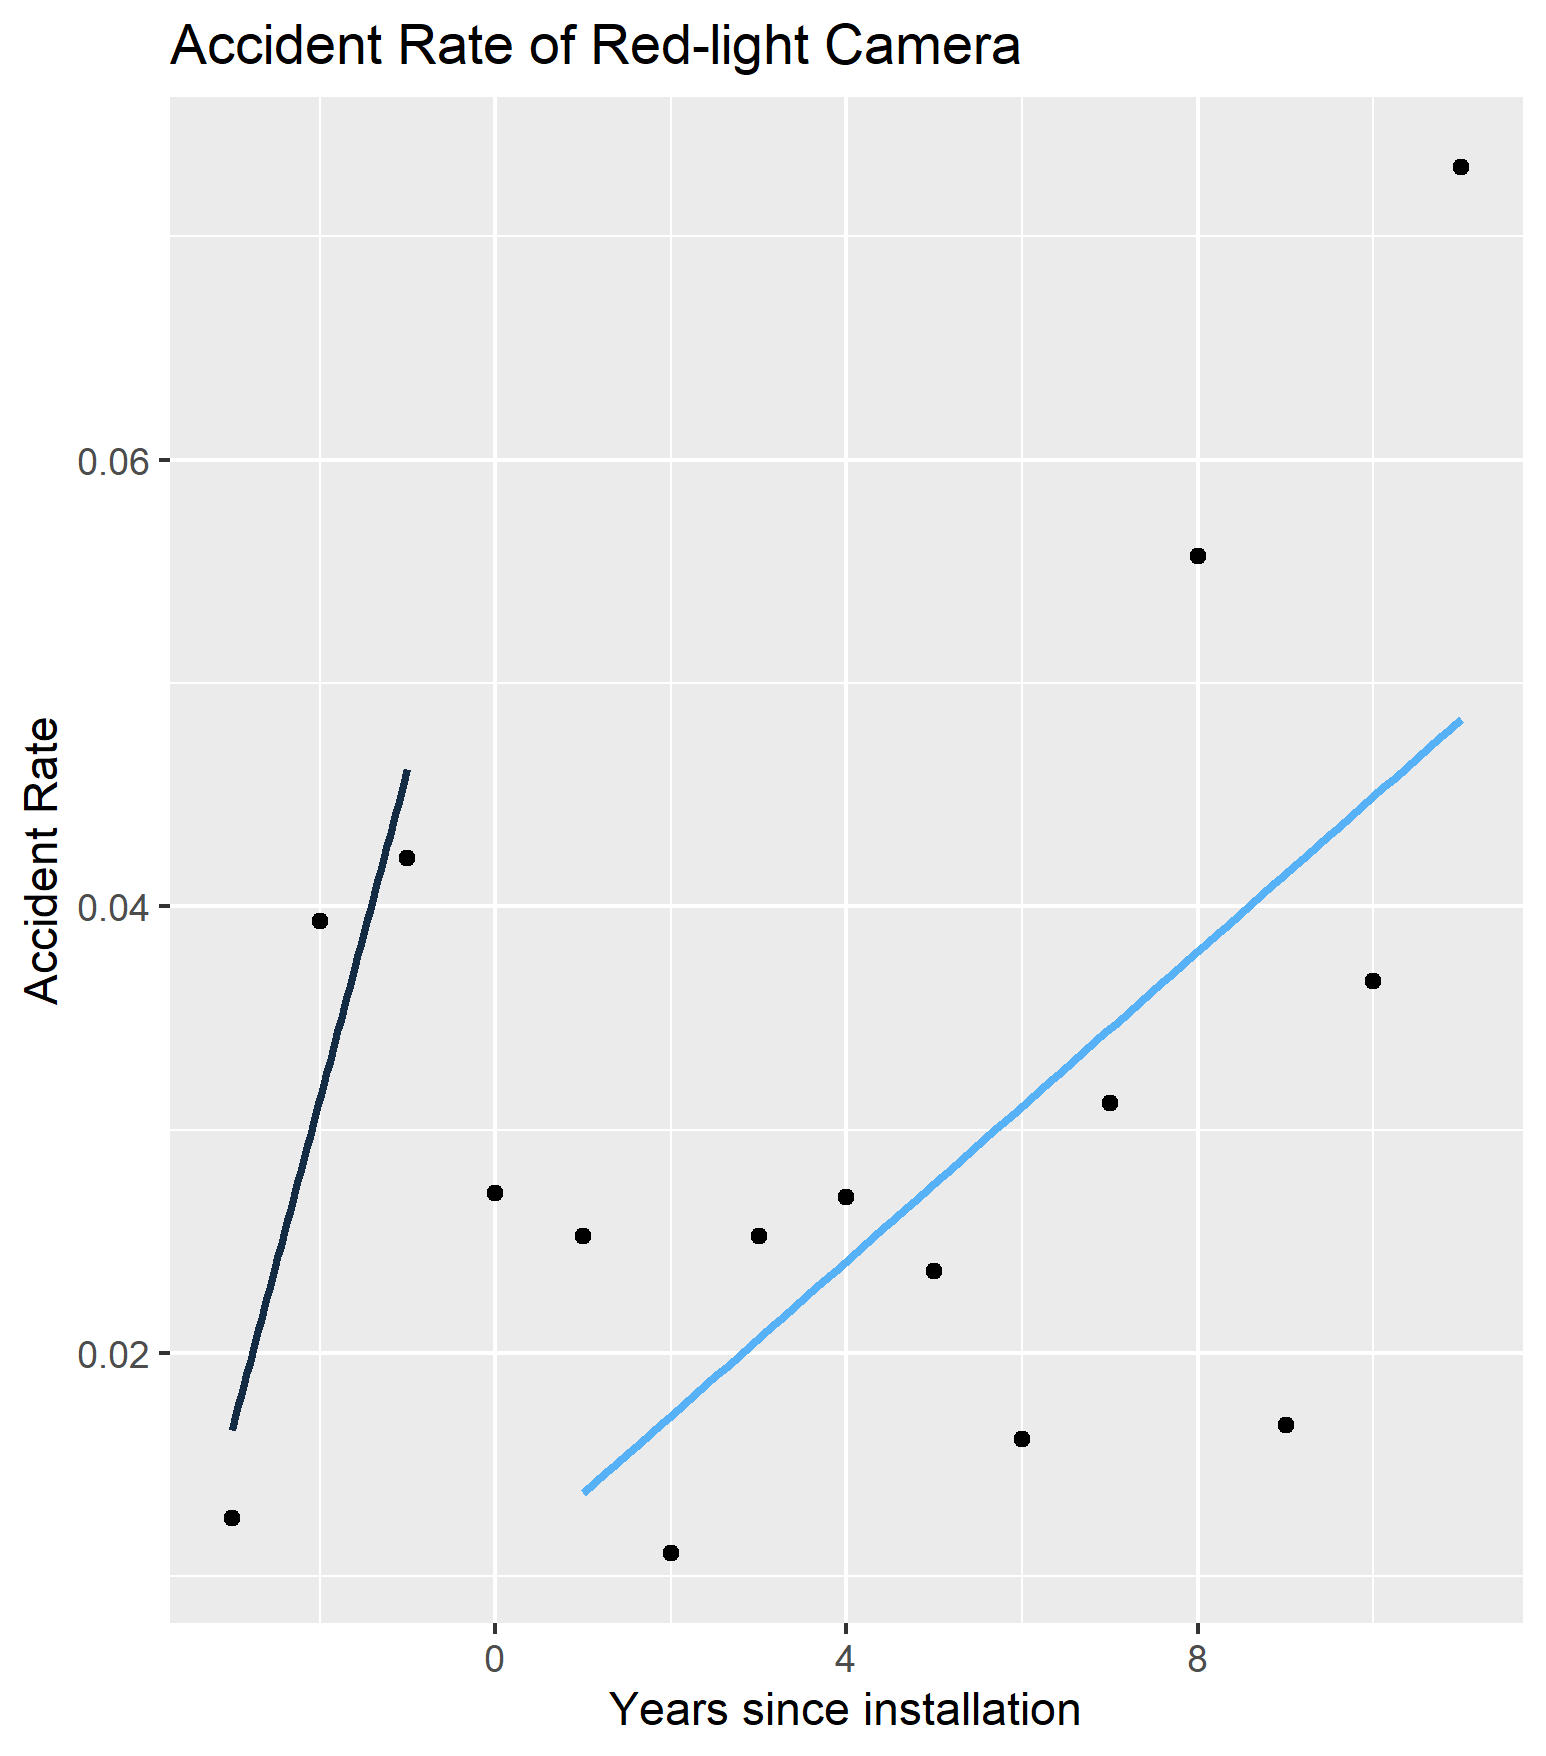 Accident Rate of Red-light Camera
0.06
0.04
0.02
Accident Rate
0
4
8
Years since installation